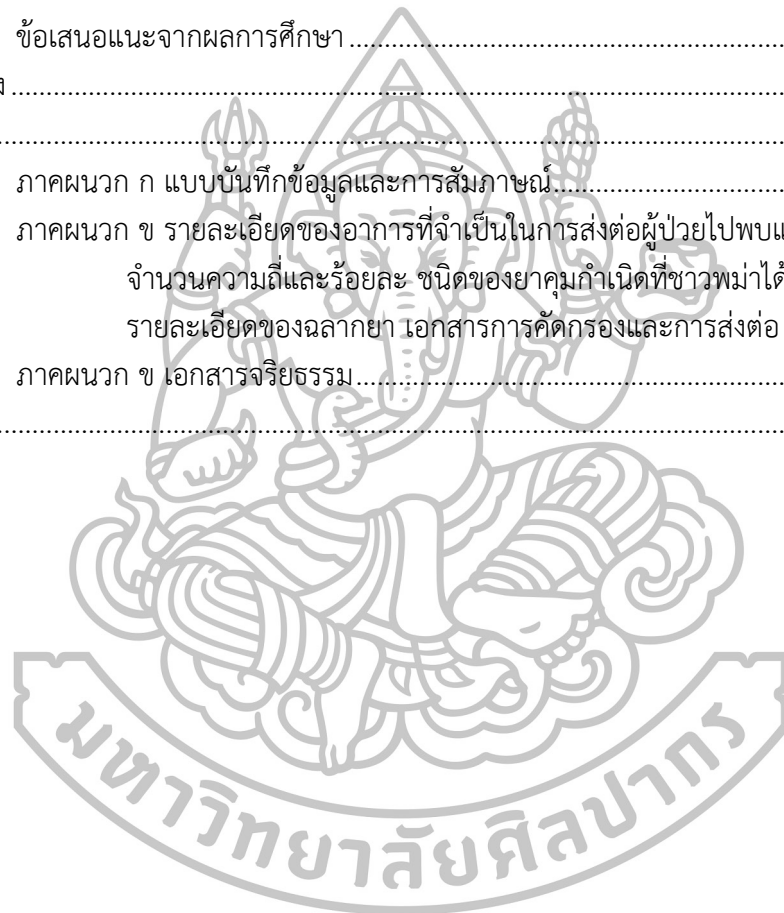 ข้อเสนอแนะจากผลการศึกษา ........................................................................
........................................................................
........................................................................
ภาคผนวก ก แบบบันทึกข้อมูลและการสัมภาษณ์........................................
ภาคผนวก ข รายละเอียดของอาการที่จำเป็นในการส่งต่อผู้ป่วยไปพบ
จำนวนความถี่และร้อยละ ชนิดของยาคุมกำเนิดที่ชาวพม่าได้
รายละเอียดของฉลากยา เอกสารการคัดกรองและการส่งต่อ
ภาคผนวก ข เอกสารจริยธรรม........................................................................
........................................................................
มหาวิทยาลัยศิลปากร